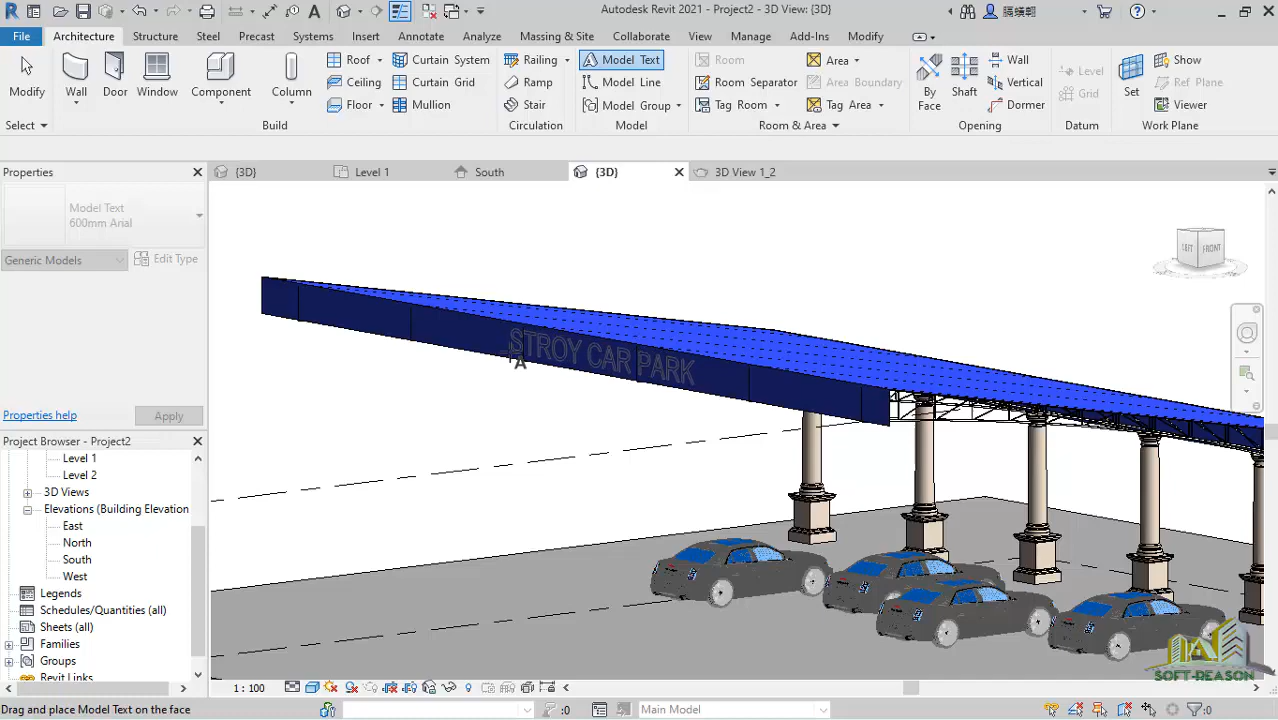 Autodesk Revit 2021 - Project2 - 3D View: {3D}
File Architecture Structure Steel Precast Systems Insert Annotate Analyze Massing & Site Collaborate View Manage Add-Ins Modify
Modify
Wall
Door
Window
Component
Column
Roof
Ceiling
Floor
Curtain System
Curtain Grid
Mullion
Railing
Ramp
Stair
Model Text
Model Line
Model Group
Room
Room Separator
Tag Room
Area
Area Boundary
Tag Area
By Face
Shaft
Wall
Vertical
Dormer
Level
Grid
Set
Show
Ref Plane
Viewer
Select Build Circulation Model Room & Area Opening Datum Work Plane
Properties
{3D} Level 1 South {3D} 3D View 1_2
Model Text
600mm Arial
Generic Models Edit Type
Properties help Apply
Project Browser - Project2
Level 1
Level 2
3D Views
Elevations (Building Elevation
East
North
South
West
Legends
Schedules/Quantities (all)
Sheets (all)
Families
Groups
Revit Links
LEFT FRONT
STROY CAR PARK
A
SOFT-REASON
1 : 100
Drag and place Model Text on the face
:0 Main Model :0